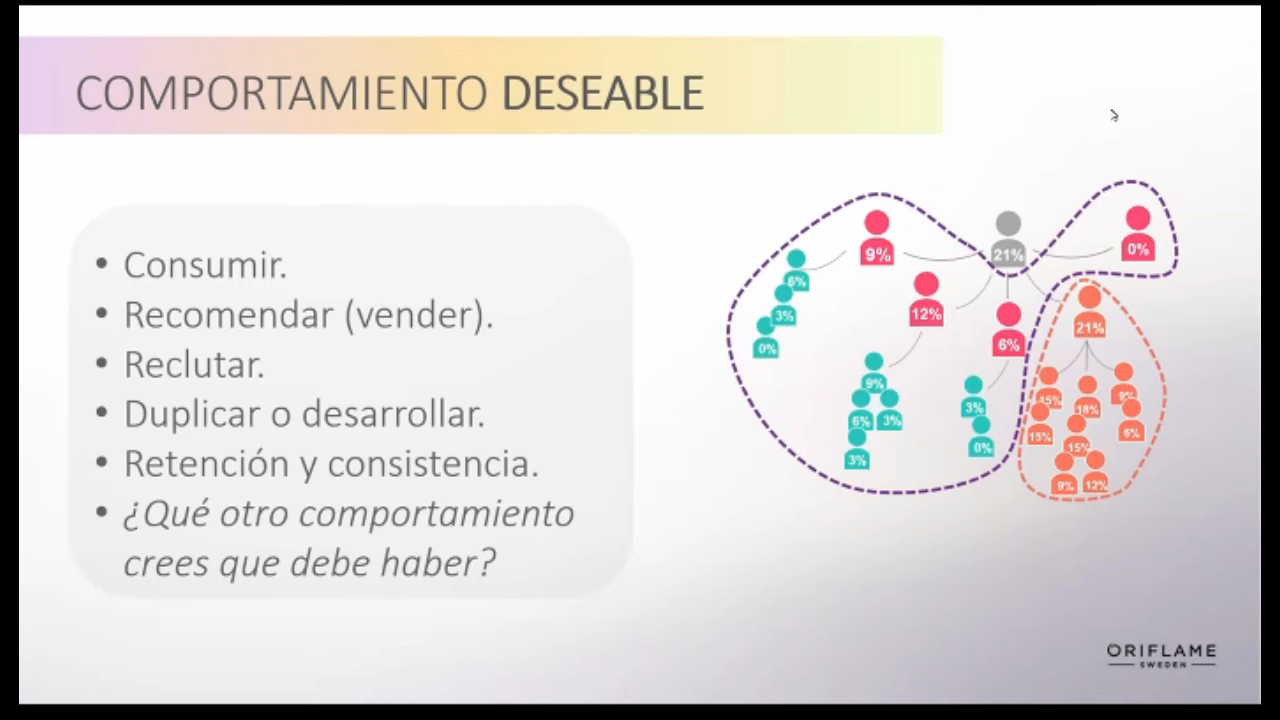 COMPORTAMIENTO DESEABLE
• Consumir.
• Recomendar (vender).
• Reclutar.
• Duplicar o desarrollar.
• Retención y consistencia.
• ¿Qué otro comportamiento
crees que debe haber?
9%
21%
0%
6%
3%
0%
12%
6%
21%
9%
6%
3%
3%
3%
0%
15%
18%
9%
15%
15%
6%
9%
12%
ORIFLAME
SWEDEN